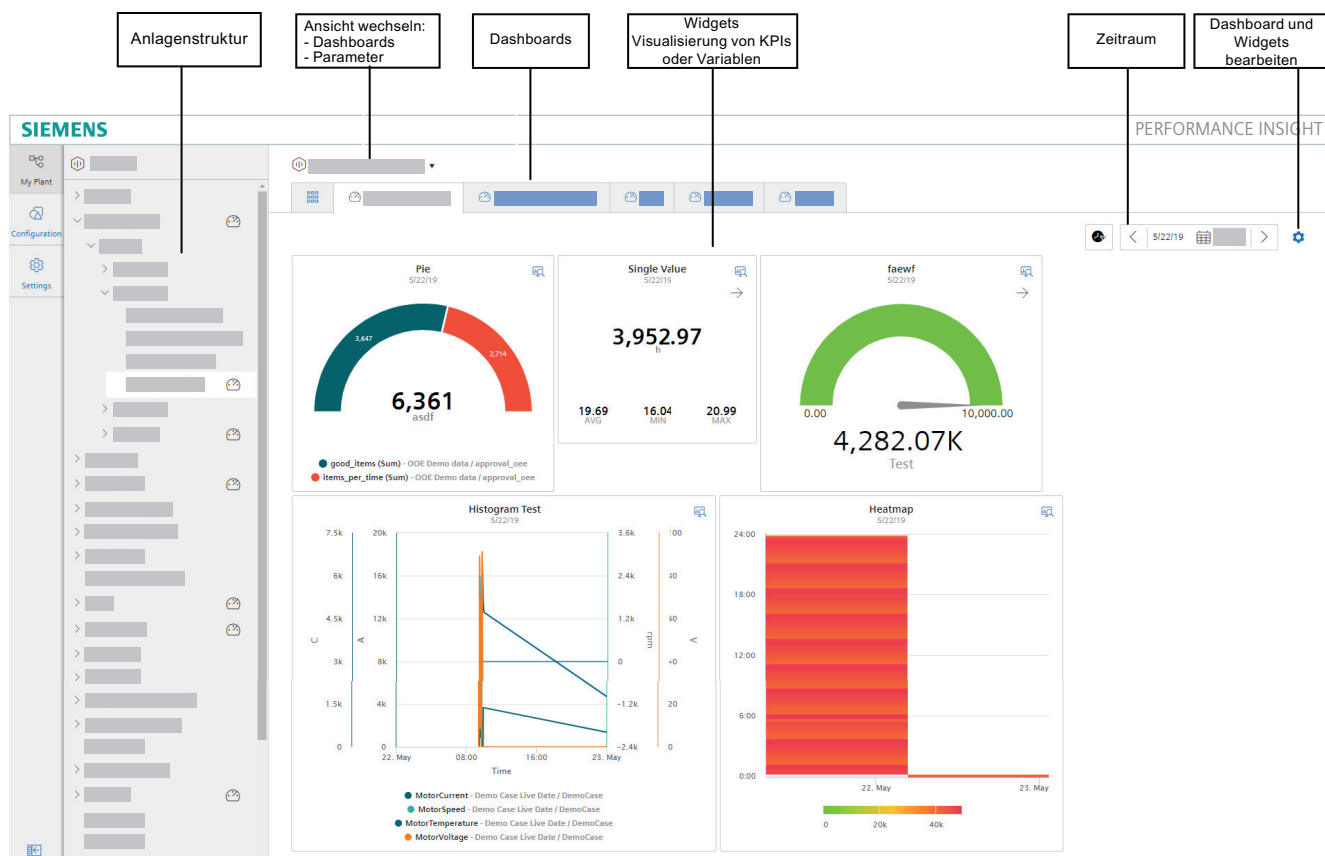 Anlagenstruktur
Ansicht wechseln:
- Dashboards
- Parameter
Dashboards
Widgets
Visualisierung von KPIs
oder Variablen
Zeitraum
Dashboard und
Widgets
bearbeiten
SIEMENS
PERFORMANCE INSIGHT
My Plant
Configuration
Settings
5/22/19
Pie
5/22/19
3,647
2,714
6,361
asdf
good_items (Sum) - OOE Demo data / approval_oee
items_per_time (Sum) - OOE Demo data / approval_oee
Single Value
5/22/19
3,952.97
h
19.69 16.04 20.99
AVG MIN MAX
faewf
5/22/19
0.00 10,000.00
4,282.07K
Test
Histogram Test
5/22/19
7.5k 20k 3.6k 100
6k 16k 2.4k 80
4.5k 12k 1.2k 60
C A rpm V
3k 8k 0 40
1.5k 4k -1.2k 20
0 0 -2.4k 0
22. May 08:00 16:00 23. May
Time
MotorCurrent - Demo Case Live Date / DemoCase
MotorSpeed - Demo Case Live Date / DemoCase
MotorTemperature - Demo Case Live Date / DemoCase
MotorVoltage - Demo Case Live Date / DemoCase
Heatmap
5/22/19
24:00
18:00
12:00
6:00
0:00
22. May 23. May
0 20k 40k